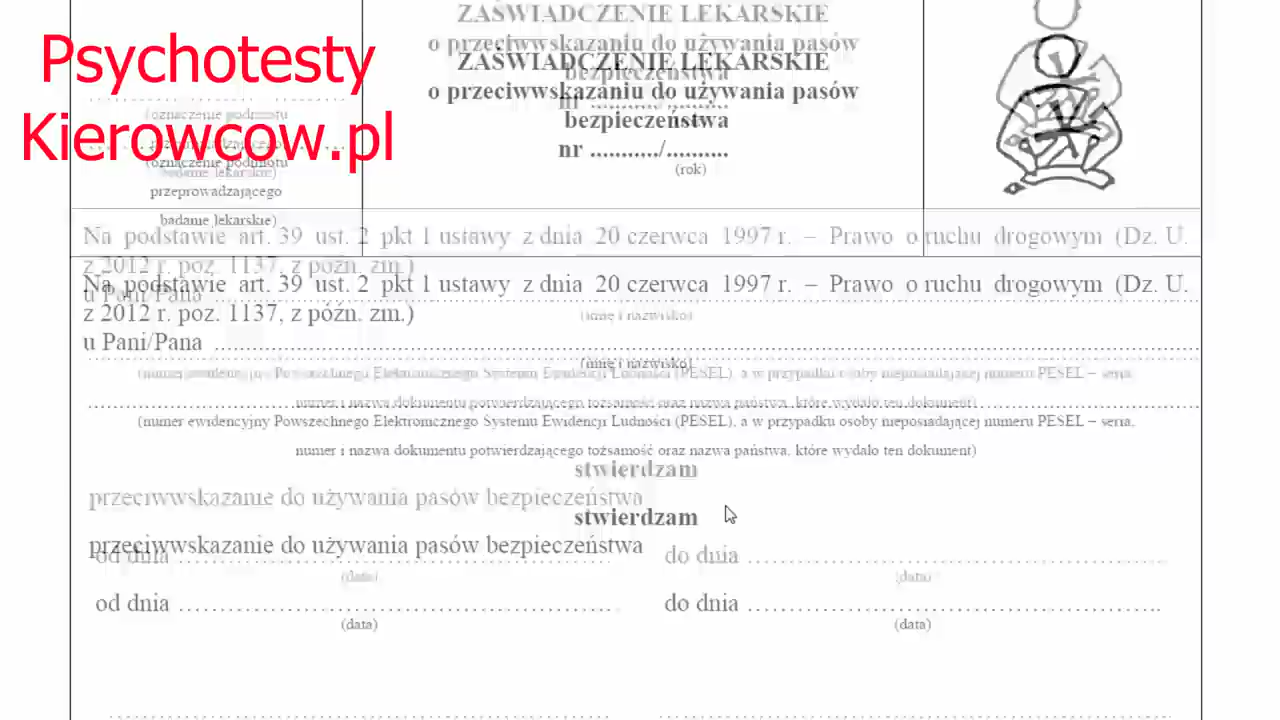 Psychotesty
Kierowcow.pl
ZAŚWIADCZENIE LEKARSKIE
o przeciwwskazaniu do używania pasów
bezpieczeństwa
nr .........../..........
(rok)
(oznaczenie podmiotu
przeprowadzającego
badanie lekarskie)
Na podstawie art. 39 ust. 2 pkt 1 ustawy z dnia 20 czerwca 1997 r. – Prawo o ruchu drogowym (Dz. U.
z 2012 r. poz. 1137, z późn. zm.)
u Pani/Pana
(imię i nazwisko)
(numer ewidencyjny Powszechnego Elektronicznego Systemu Ewidencji Ludności (PESEL), a w przypadku osoby nieposiadającej numeru PESEL – seria,
numer i nazwa dokumentu potwierdzającego tożsamość oraz nazwa państwa, które wydało ten dokument)
stwierdzam
przeciwwskazanie do używania pasów bezpieczeństwa
od dnia .......................................... do dnia ..........................................
(data) (data)